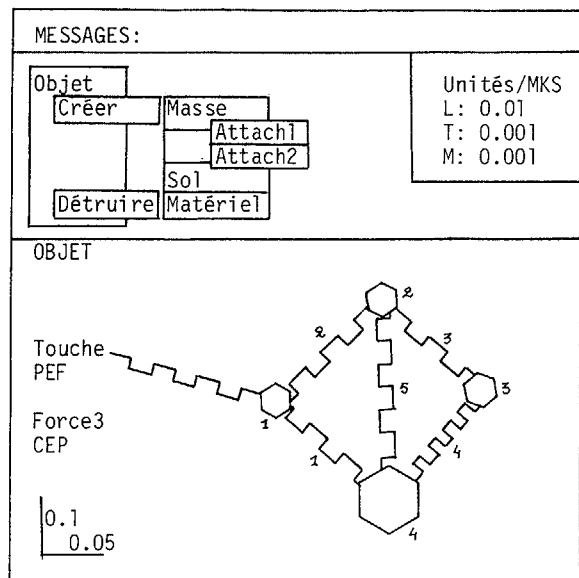 MESSAGES:
Objet
Créer
Masse
Attach1
Attach2
Sol
Détruire
Matériel
Unités/MKS
L: 0.01
T: 0.001
M: 0.001
OBJET
Touche
PEF
Force3
CEP
0.1
0.05
2
2
3
5
3
1
1
4
4